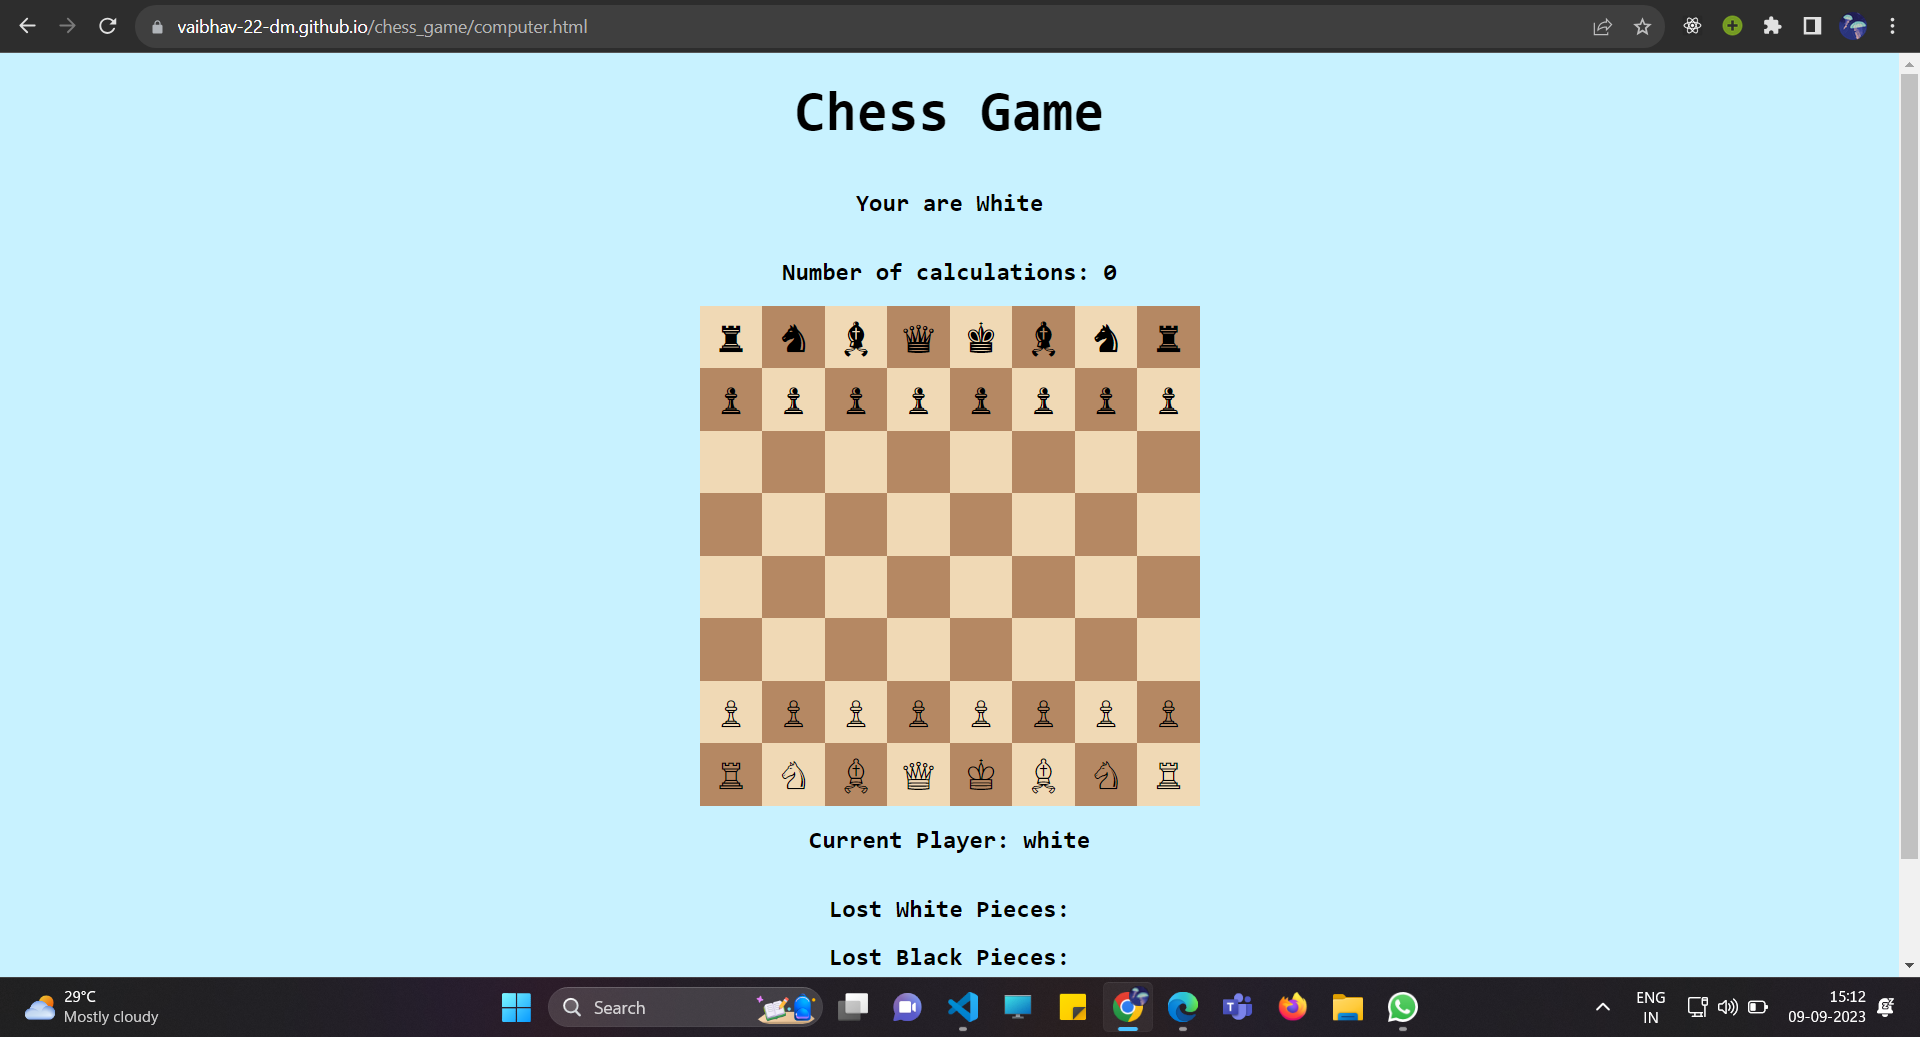 vaibhav-22-dm.github.io/chess_game/computer.html
Chess Game
Your are White
Number of calculations: 0
Current Player: white
Lost White Pieces:
Lost Black Pieces:
29°C
Mostly cloudy
Search
ENG
IN
15:12
09-09-2023